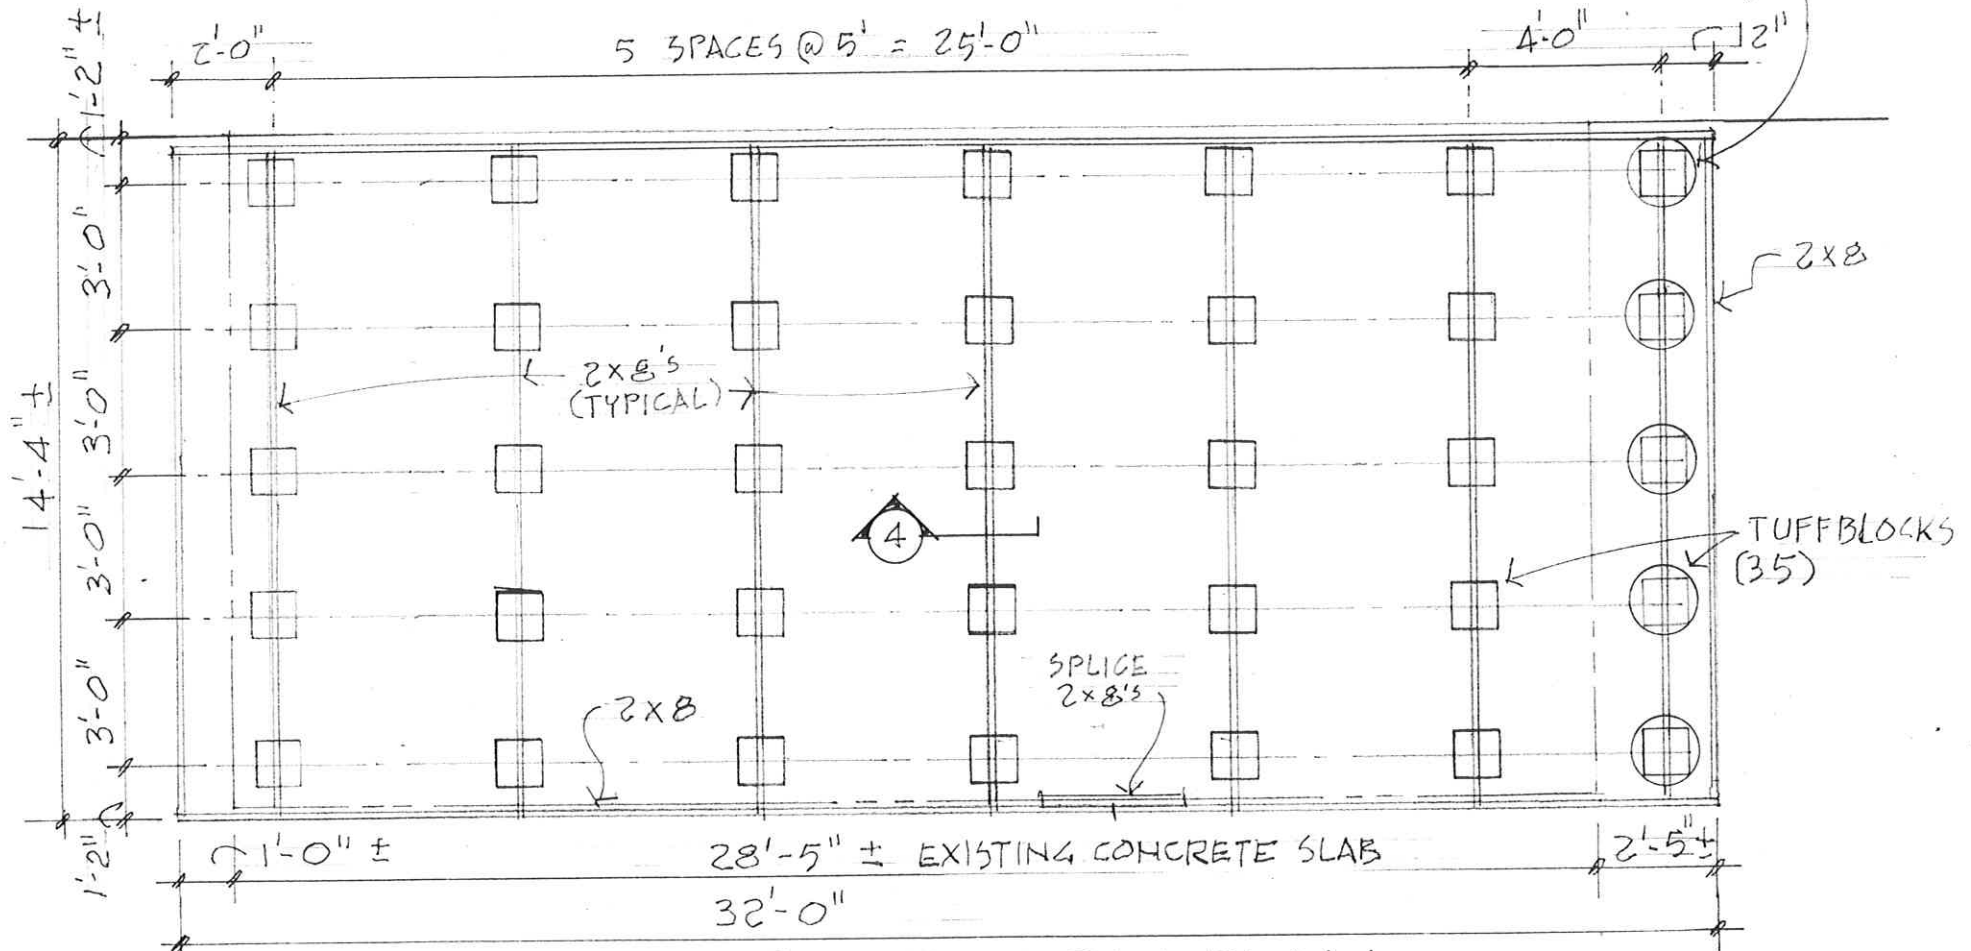 2'-0"
5 SPACES @ 5' = 25'-0"
4'-0"
12"
1'-2" ±
3'-0"
2x8
2x8's
(TYPICAL)
3'-0"
14'-4" ±
4
3'-0"
TUFFBLOCKS
(35)
SPLICE
2x8's
2x8
3'-0"
1'-2"
1'-0" ±
28'-5" ± EXISTING CONCRETE SLAB
2'-5" ±
32'-0"